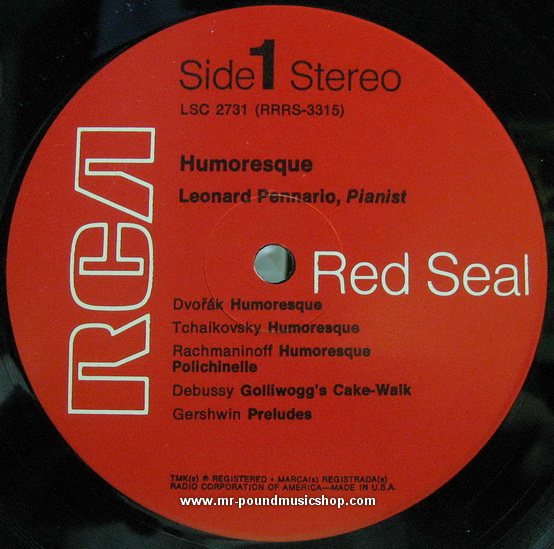 Side 1 Stereo
LSC 2731 (RRRS-3315)
Humoresque
Leonard Pennario, Pianist
RCA
Red Seal
Dvořák Humoresque
Tchaikovsky Humoresque
Rachmaninoff Humoresque
Polichinelle
Debussy Golliwogg's Cake-Walk
Gershwin Preludes
TMK(s) ® REGISTERED • MARCA(s) REGISTRADA(s)
RADIO CORPORATION OF AMERICA—MADE IN U.S.A.
www.mr-poundmusicshop.com